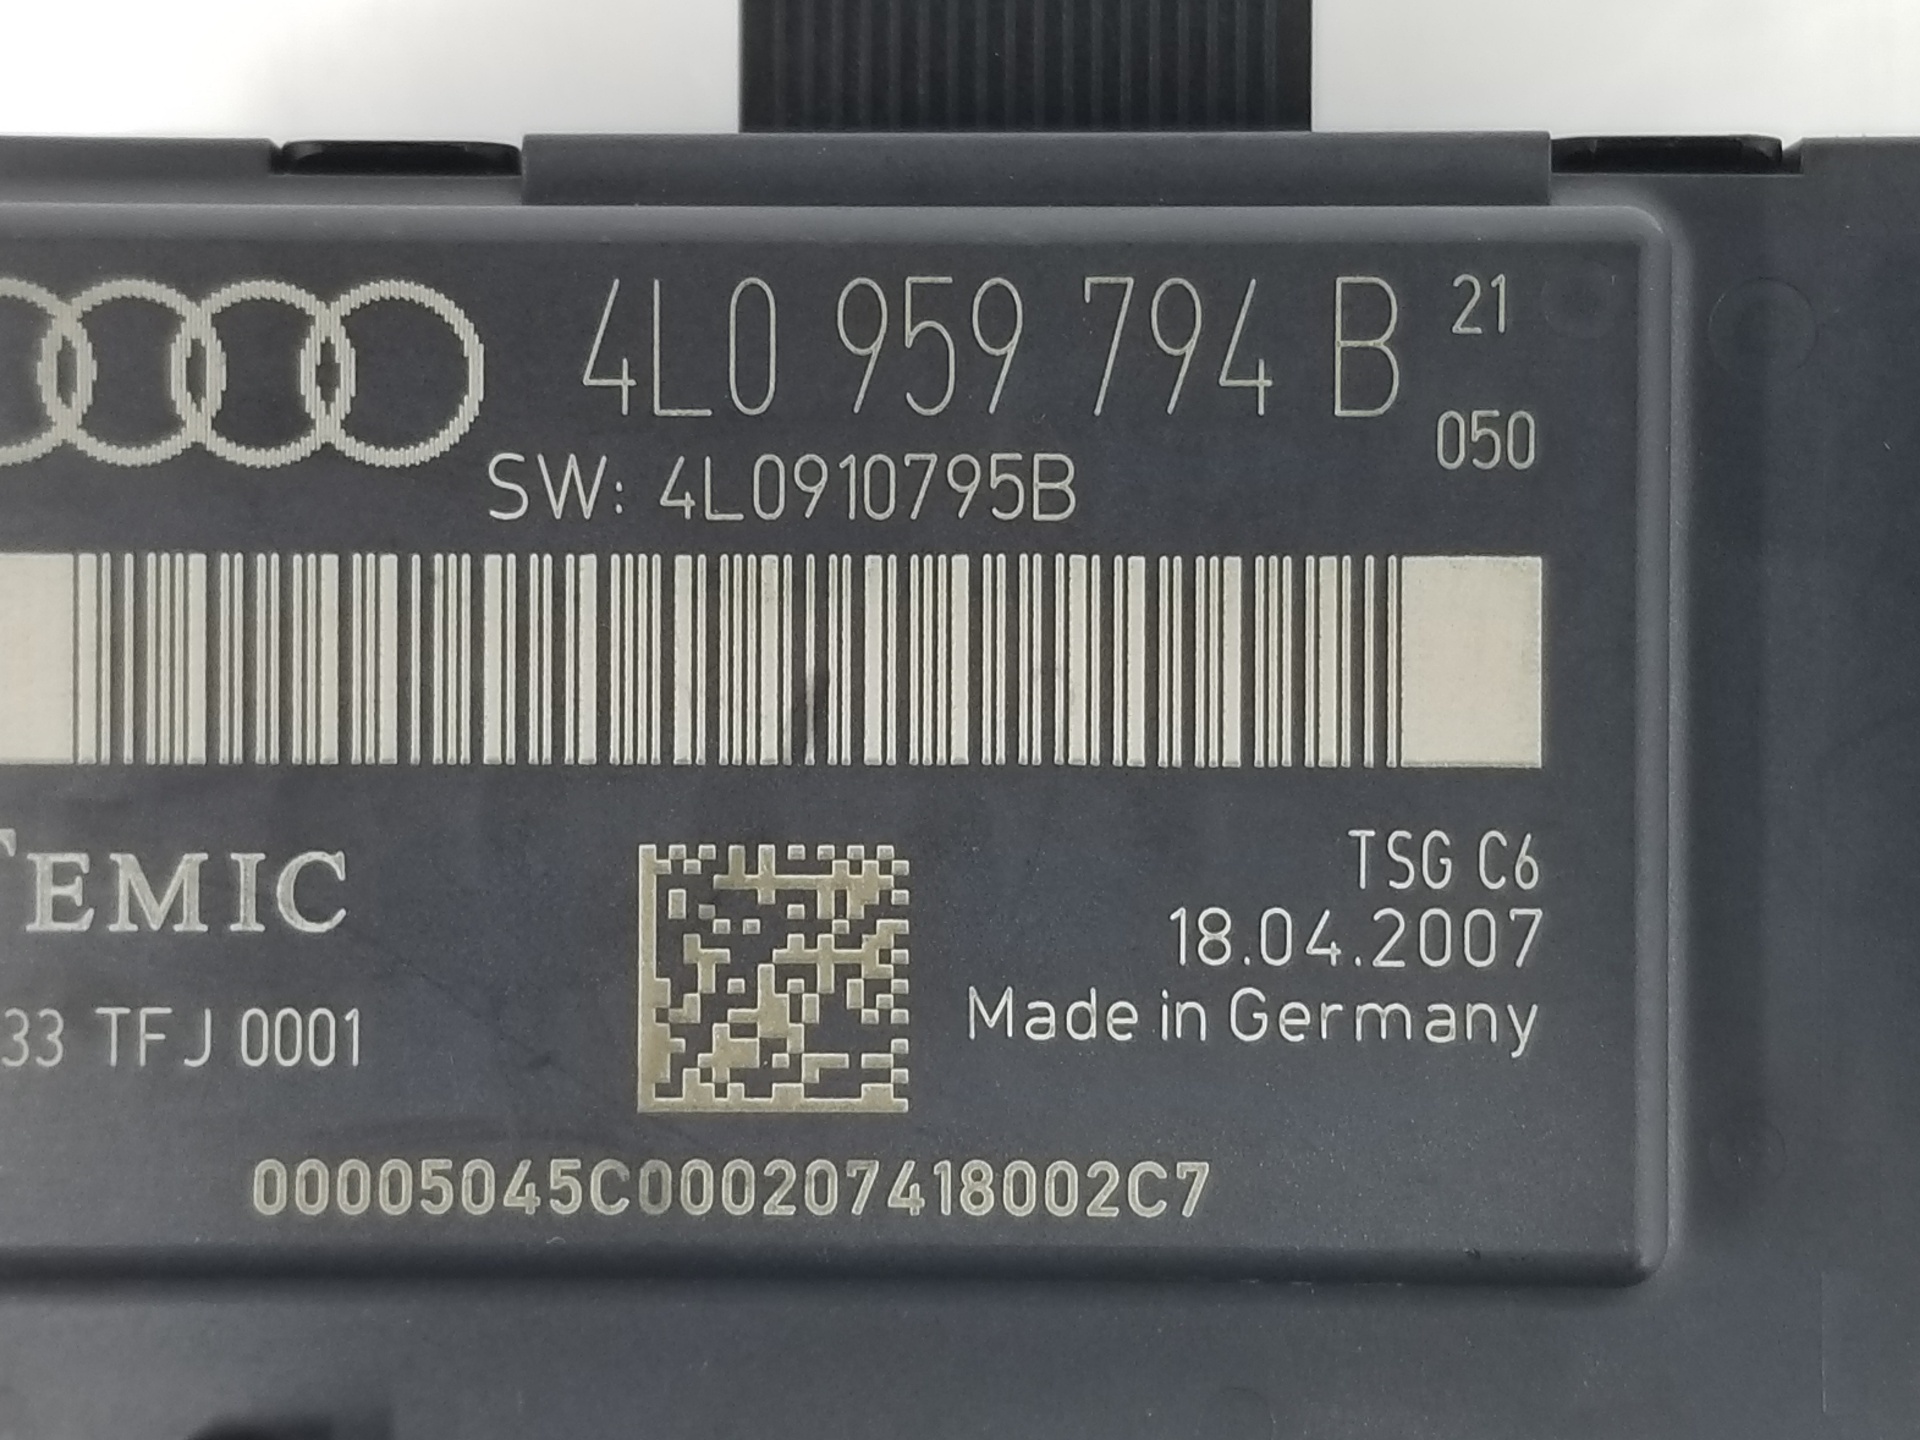 4L0 959 794 B 21
050
SW: 4L0910795B
TEMIC
TSG C6
18.04.2007
33 TFJ 0001
Made in Germany
00005045C000207418002C7